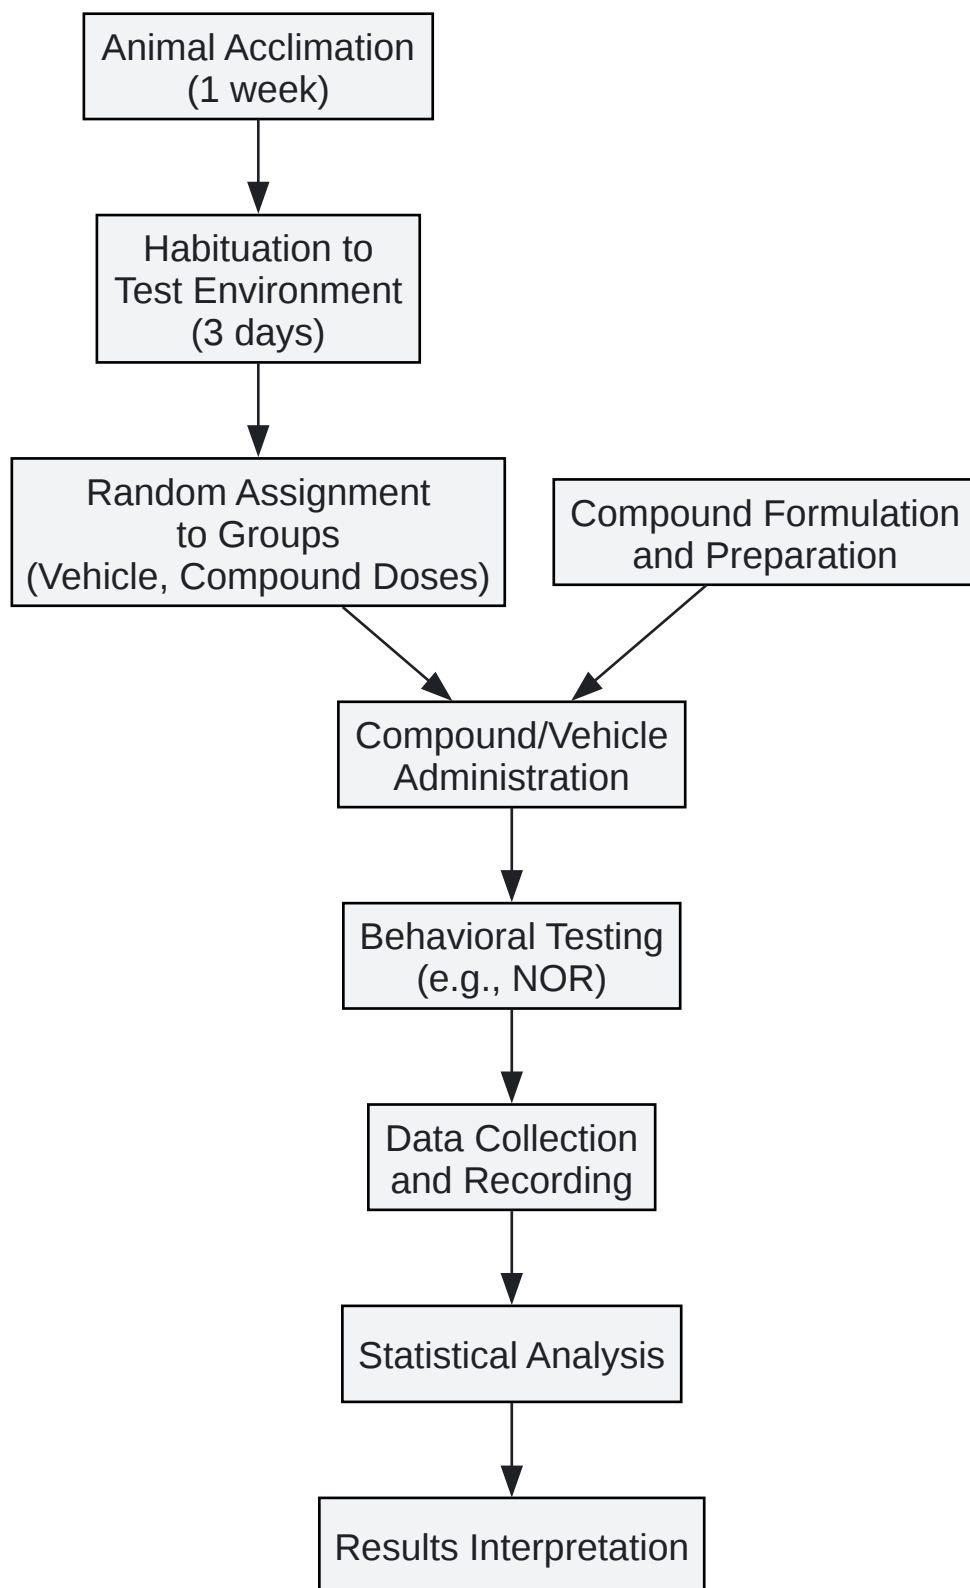 Animal Acclimation
(1 week)
Habituation to
Test Environment
(3 days)
Random Assignment
to Groups
(Vehicle, Compound Doses)
Compound Formulation
and Preparation
Compound/Vehicle
Administration
Behavioral Testing
(e.g., NOR)
Data Collection
and Recording
Statistical Analysis
Results Interpretation